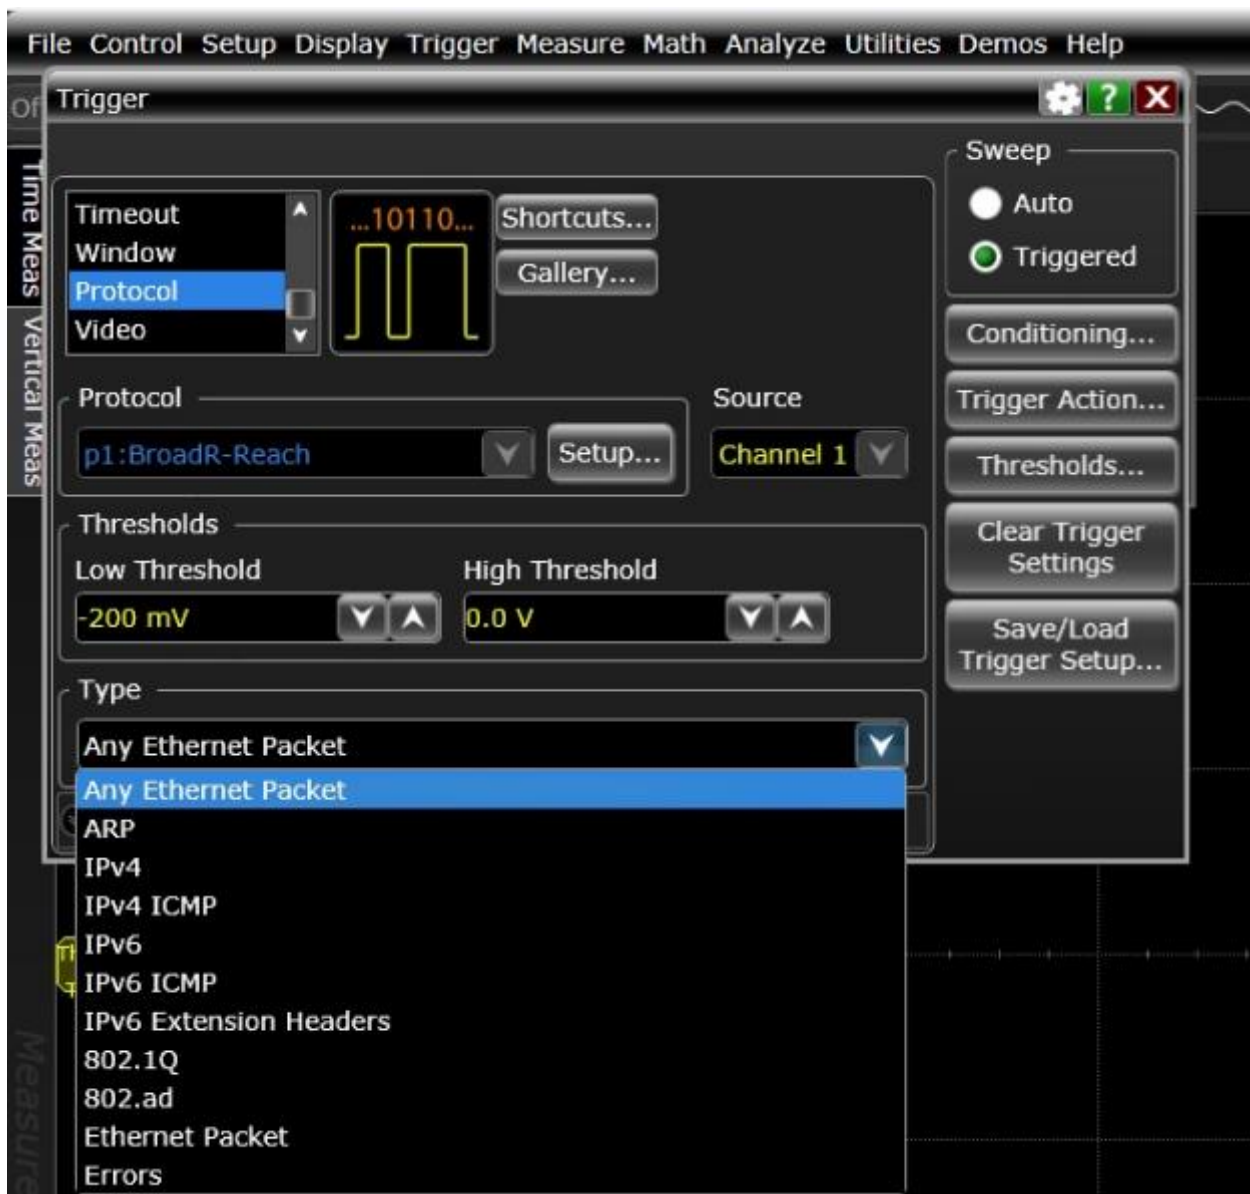 File Control Setup Display Trigger Measure Math Analyze Utilities Demos Help
Of
Trigger
?
X
Time Meas
Vertical Meas
Timeout
Window
Protocol
Video
...10110...
Shortcuts...
Gallery...
Sweep
Auto
Triggered
Conditioning...
Trigger Action...
Thresholds...
Clear Trigger
Settings
Save/Load
Trigger Setup...
Protocol
p1:BroadR-Reach
Setup...
Source
Channel 1
Thresholds
Low Threshold
-200 mV
High Threshold
0.0 V
Type
Any Ethernet Packet
Any Ethernet Packet
ARP
IPv4
IPv4 ICMP
IPv6
IPv6 ICMP
IPv6 Extension Headers
802.1Q
802.ad
Ethernet Packet
Errors
Measure